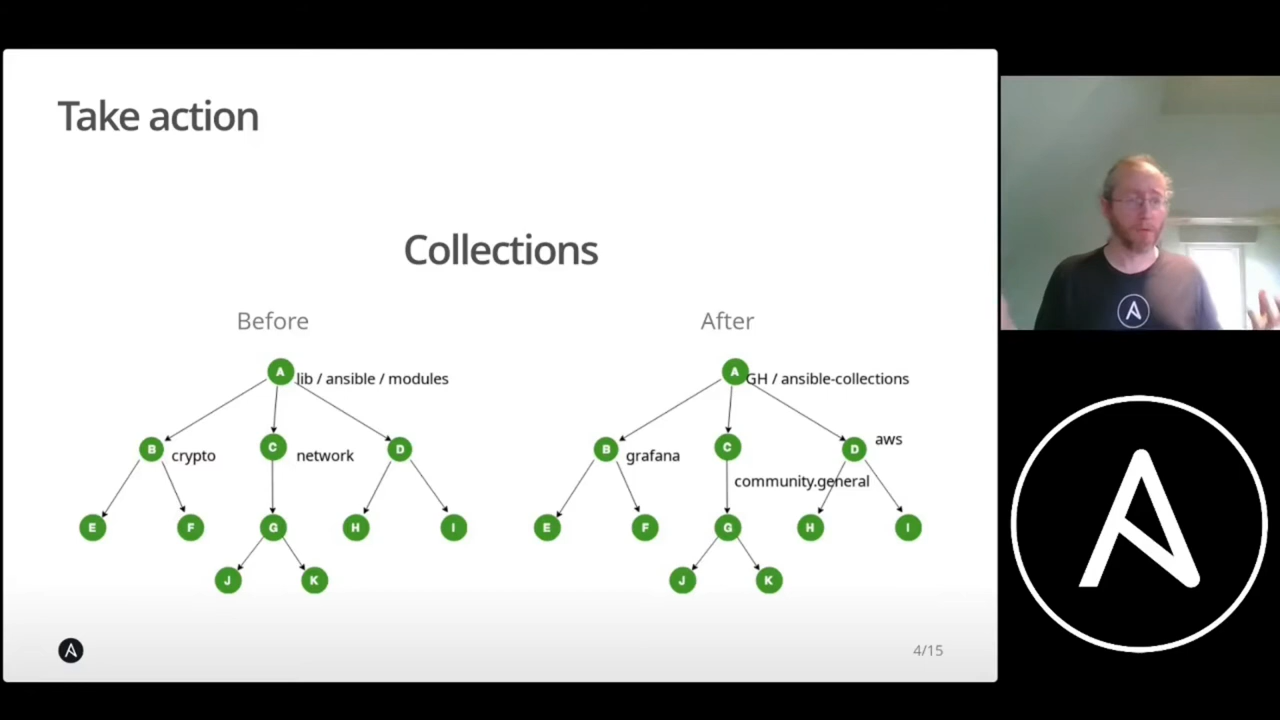 Take action
Collections
Before
After
A
lib / ansible / modules
A
GH / ansible-collections
B
crypto
C
network
D
B
grafana
C
D
aws
community.general
E
F
G
H
I
E
F
G
H
I
J
K
J
K
4/15